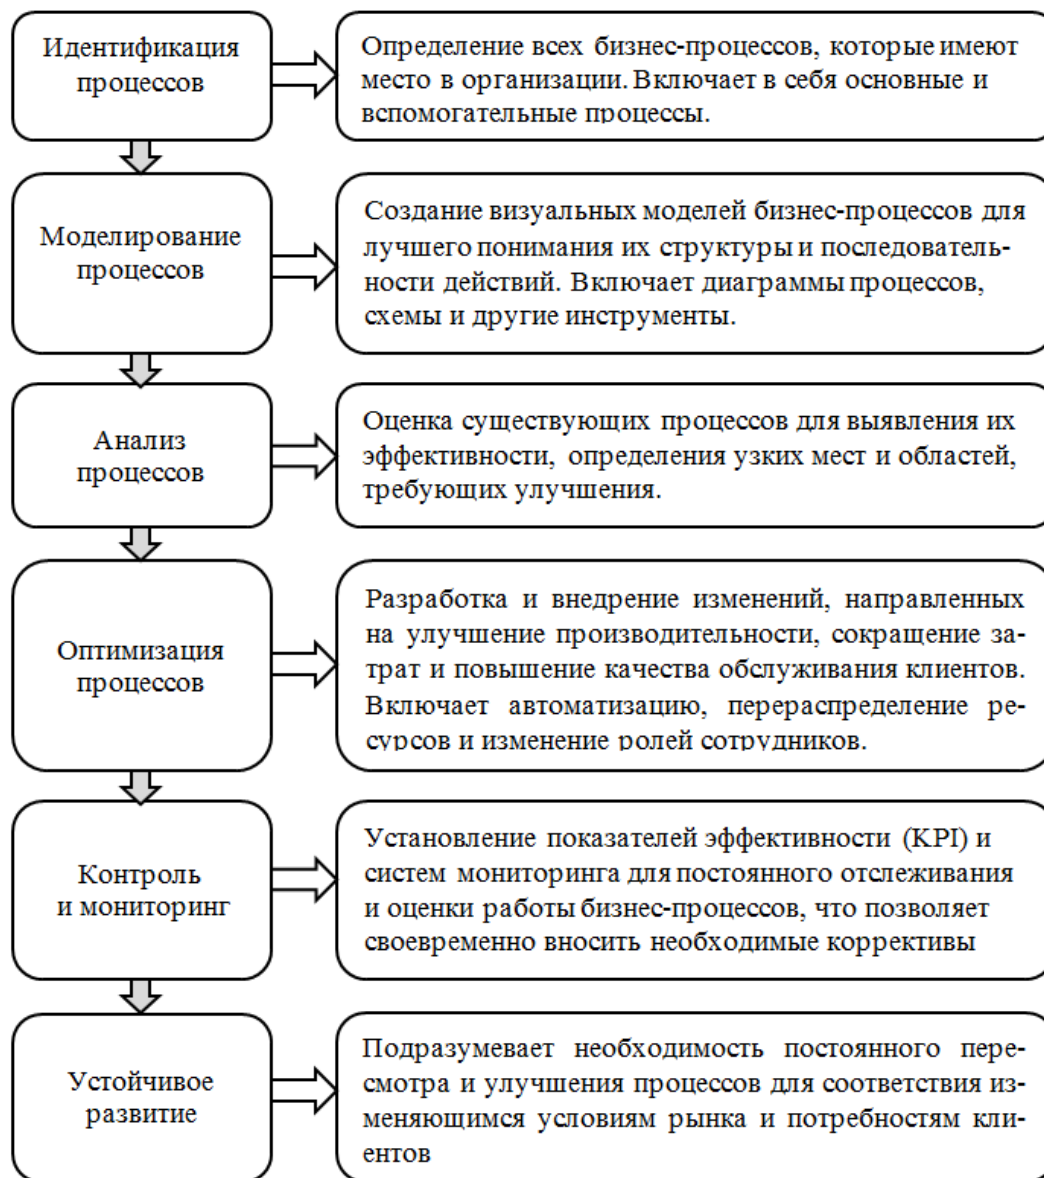 Идентификация
процессов
Определение всех бизнес-процессов, которые имеют
место в организации. Включает в себя основные и
вспомогательные процессы.
Моделирование
процессов
Создание визуальных моделей бизнес-процессов для
лучшего понимания их структуры и последователь-
ности действий. Включает диаграммы процессов,
схемы и другие инструменты.
Анализ
процессов
Оценка существующих процессов для выявления их
эффективности, определения узких мест и областей,
требующих улучшения.
Оптимизация
процессов
Разработка и внедрение изменений, направленных
на улучшение производительности, сокращение за-
трат и повышение качества обслуживания клиентов.
Включает автоматизацию, перераспределение ре-
сурсов и изменение ролей сотрудников.
Контроль
и мониторинг
Установление показателей эффективности (KPI) и
систем мониторинга для постоянного отслеживания
и оценки работы бизнес-процессов, что позволяет
своевременно вносить необходимые коррективы
Устойчивое
развитие
Подразумевает необходимость постоянного пере-
смотра и улучшения процессов для соответствия из-
меняющимся условиям рынка и потребностям кли-
ентов